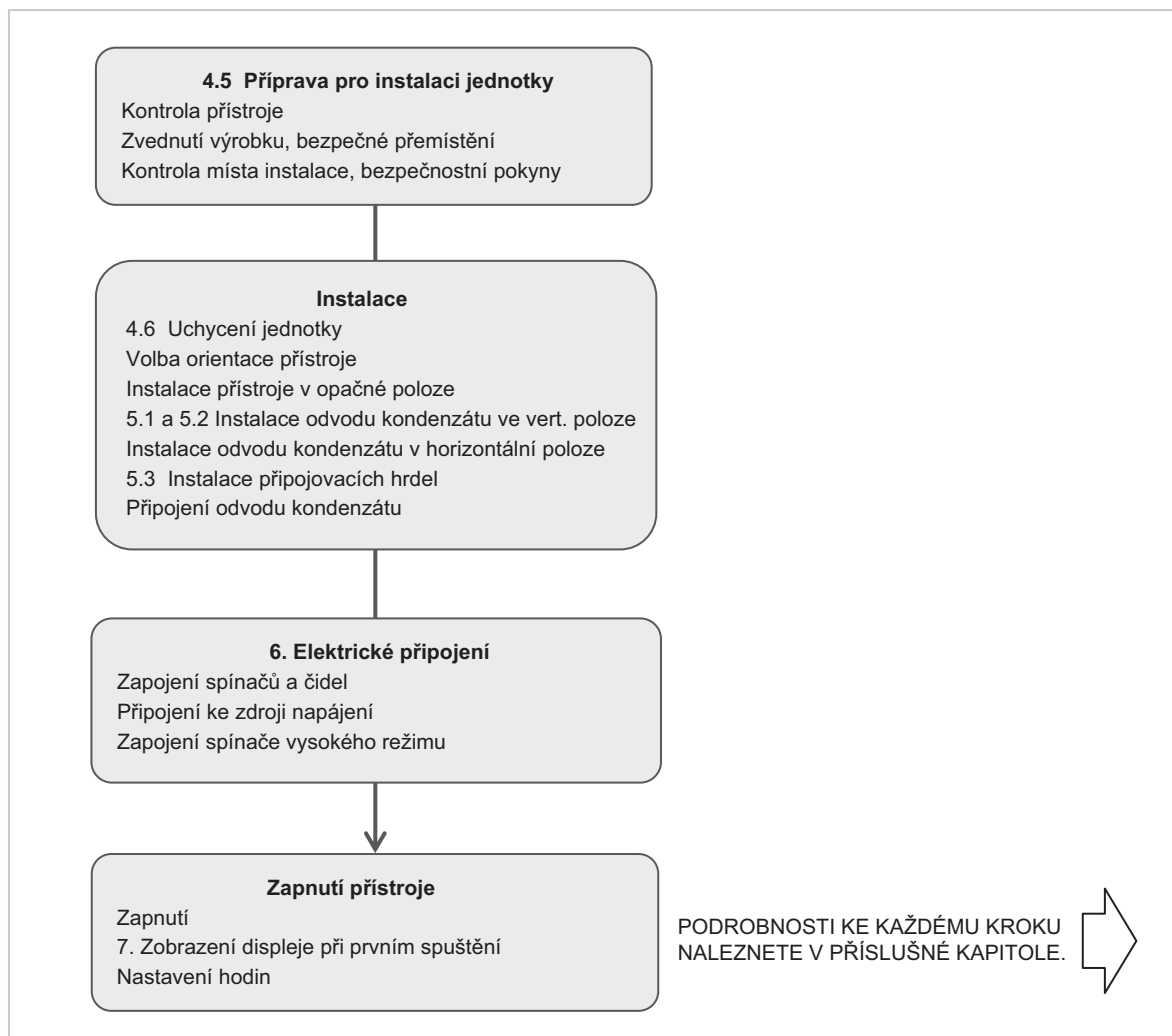 4.5 Příprava pro instalaci jednotky
Kontrola přístroje
Zvednutí výrobku, bezpečné přemístění
Kontrola místa instalace, bezpečnostní pokyny
Instalace
4.6 Uchycení jednotky
Volba orientace přístroje
Instalace přístroje v opačné poloze
5.1 a 5.2 Instalace odvodu kondenzátu ve vert. poloze
Instalace odvodu kondenzátu v horizontální poloze
5.3 Instalace připojovacích hrdel
Připojení odvodu kondenzátu
6. Elektrické připojení
Zapojení spínačů a čidel
Připojení ke zdroji napájení
Zapojení spínače vysokého režimu
Zapnutí přístroje
Zapnutí
7. Zobrazení displeje při prvním spuštění
Nastavení hodin
PODROBNOSTI KE KAŽDÉMU KROKU
NALEZNETE V PŘÍSLUŠNÉ KAPITOLE.